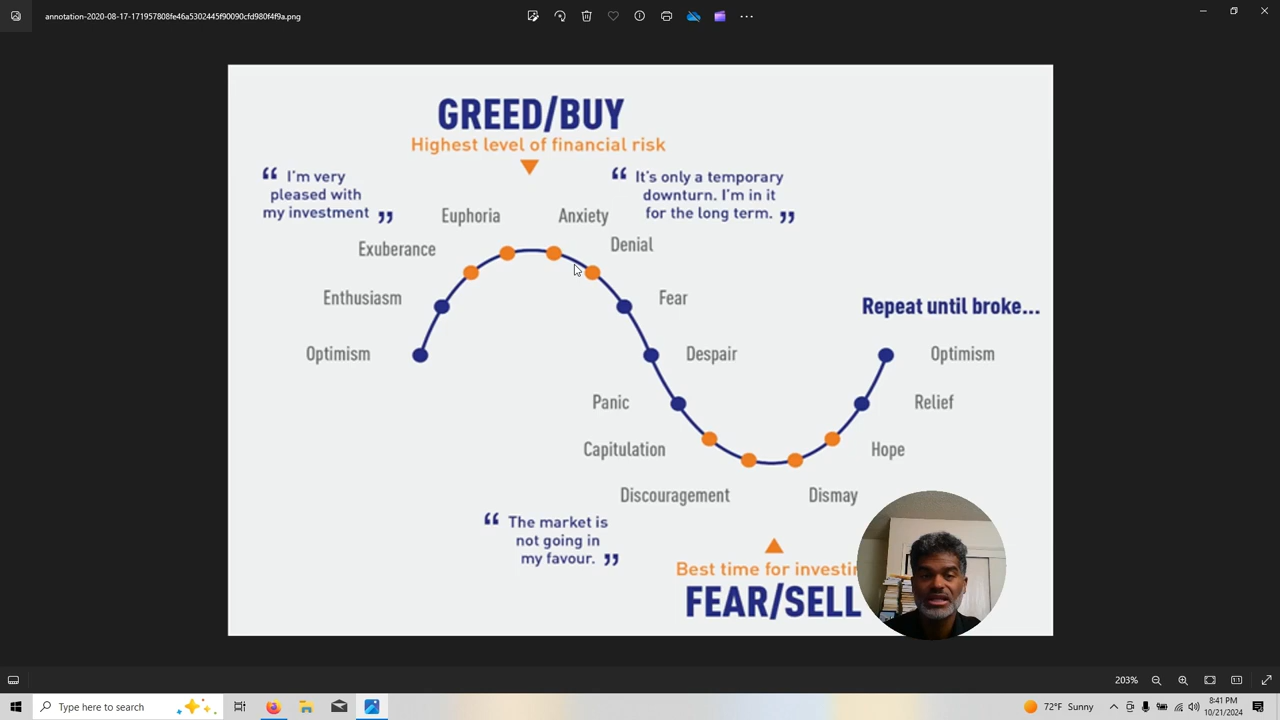 annotation-2020-08-17-171957808fe46a5302445f90090cfd980f4f9a.png
GREED/BUY
Highest level of financial risk
“ I’m very
pleased with
my investment ”
“ It’s only a temporary
downturn. I’m in it
for the long term. ”
Euphoria
Anxiety
Exuberance
Denial
Enthusiasm
Fear
Repeat until broke...
Optimism
Despair
Optimism
Panic
Relief
Capitulation
Hope
Discouragement
Dismay
“ The market is
not going in
my favour. ”
Best time for
FEAR/SELL
203%
Type here to search
72°F Sunny
8:41 PM
10/21/2024